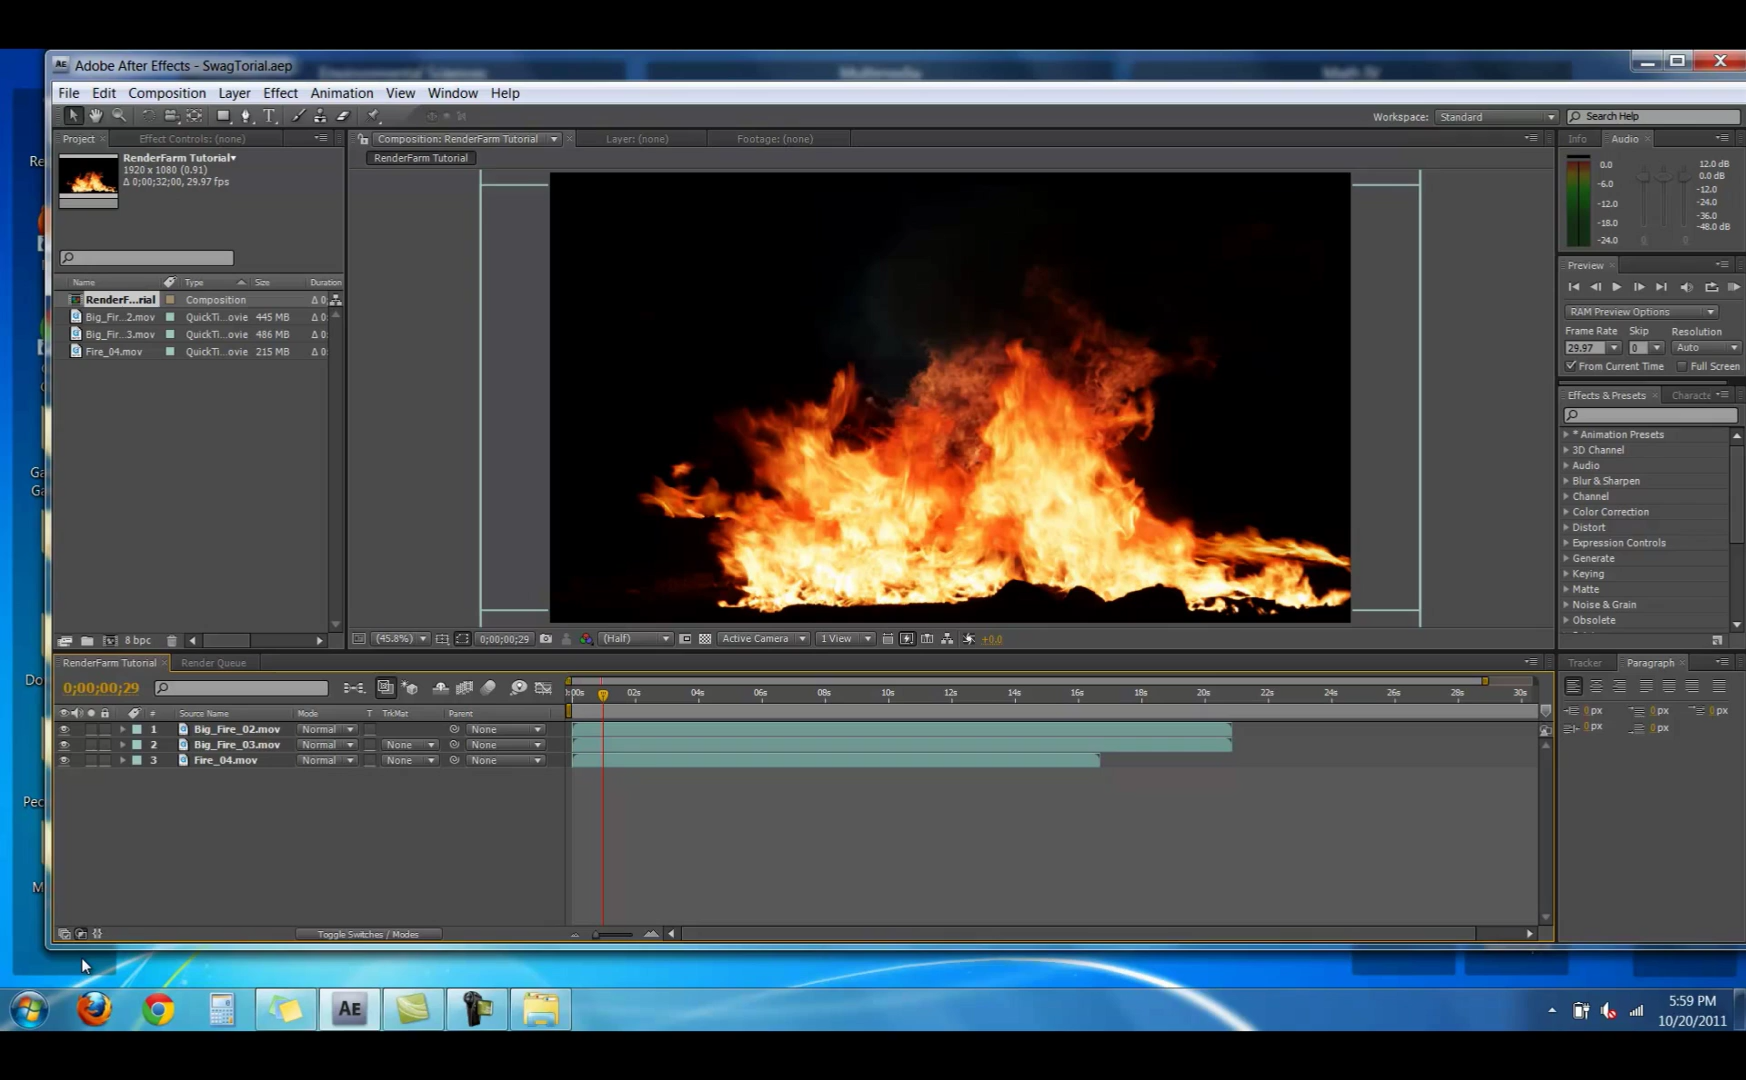 Adobe After Effects - SwagTorial.aep
File Edit Composition Layer Effect Animation View Window Help
Workspace: Standard Search Help
Project Effect Controls: (none)
RenderFarm Tutorial
1920 x 1080 (0.91)
Δ 0;00;32;00, 29.97 fps
Name Type Size Duration
RenderF...rial Composition Δ 0;
Big_Fir...2.mov QuickTi...ovie 445 MB Δ 0:
Big_Fir...3.mov QuickTi...ovie 486 MB Δ 0:
Fire_04.mov QuickTi...ovie 215 MB Δ 0:
8 bpc
Composition: RenderFarm Tutorial Layer: (none) Footage: (none)
RenderFarm Tutorial
(45.8%) 0;00;00;29 (Half) Active Camera 1 View +0.0
Info Audio
0.0
-6.0
-12.0
-18.0
-24.0
12.0 dB
0.0 dB
-12.0
-24.0
-36.0
-48.0 dB
0 0
Preview
RAM Preview Options
Frame Rate Skip Resolution
29.97 0 Auto
From Current Time Full Screen
Effects & Presets Characte
* Animation Presets
3D Channel
Audio
Blur & Sharpen
Channel
Color Correction
Distort
Expression Controls
Generate
Keying
Matte
Noise & Grain
Obsolete
RenderFarm Tutorial Render Queue
0;00;00;29
:00s 02s 04s 06s 08s 10s 12s 14s 16s 18s 20s 22s 24s 26s 28s 30s
# Source Name Mode T TrkMat Parent
1 Big_Fire_02.mov Normal None
2 Big_Fire_03.mov Normal None None
3 Fire_04.mov Normal None None
Toggle Switches / Modes
Tracker Paragraph
0 px 0 px 0 px
0 px 0 px
Re
Ga
Ga
Do
Pec
M
AE
5:59 PM
10/20/2011